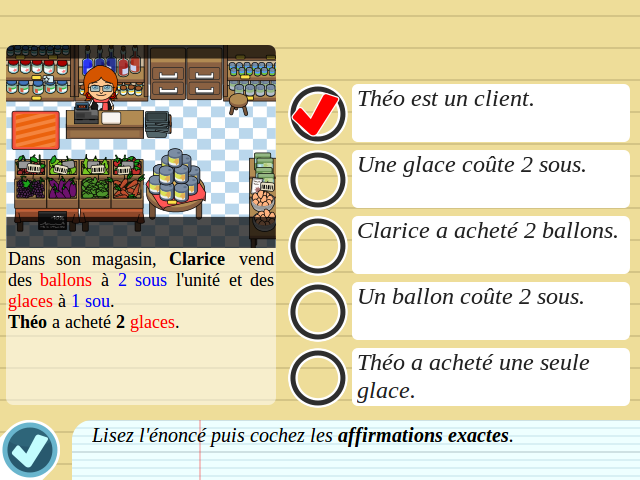 Dans son magasin, Clarice vend
des ballons à 2 sous l'unité et des
glaces à 1 sou.
Théo a acheté 2 glaces.
Théo est un client.
Une glace coûte 2 sous.
Clarice a acheté 2 ballons.
Un ballon coûte 2 sous.
Théo a acheté une seule
glace.
Lisez l'énoncé puis cochez les affirmations exactes.